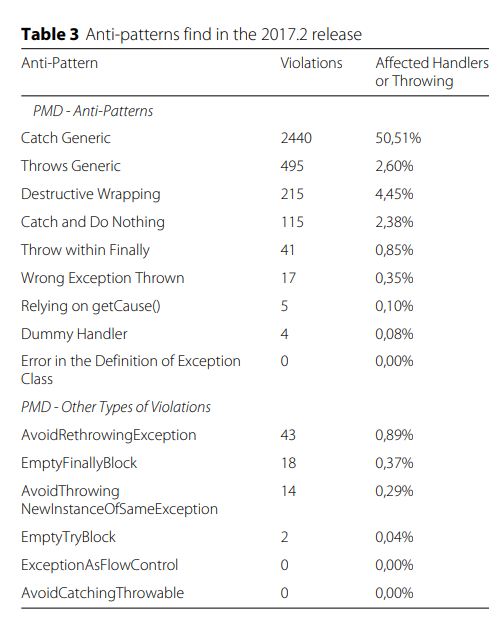 Table 3 Anti-patterns find in the 2017.2 release
Anti-Pattern Violations Affected Handlers
or Throwing
PMD - Anti-Patterns
Catch Generic 2440 50,51%
Throws Generic 495 2,60%
Destructive Wrapping 215 4,45%
Catch and Do Nothing 115 2,38%
Throw within Finally 41 0,85%
Wrong Exception Thrown 17 0,35%
Relying on getCause() 5 0,10%
Dummy Handler 4 0,08%
Error in the Definition of Exception 0 0,00%
Class
PMD - Other Types of Violations
AvoidRethrowingException 43 0,89%
EmptyFinallyBlock 18 0,37%
AvoidThrowing 14 0,29%
NewInstanceOfSameException
EmptyTryBlock 2 0,04%
ExceptionAsFlowControl 0 0,00%
AvoidCatchingThrowable 0 0,00%